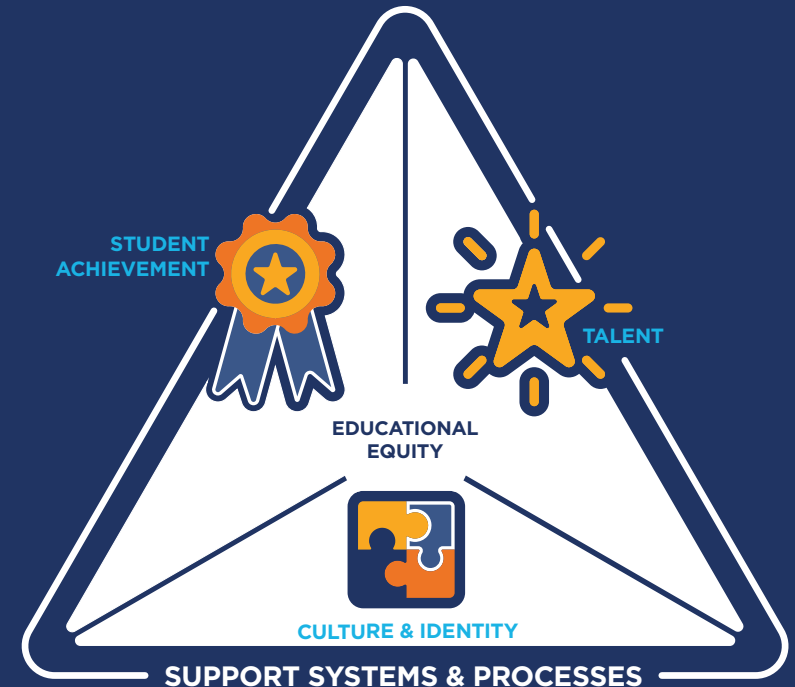 STUDENT
ACHIEVEMENT
TALENT
EDUCATIONAL
EQUITY
CULTURE & IDENTITY
SUPPORT SYSTEMS & PROCESSES